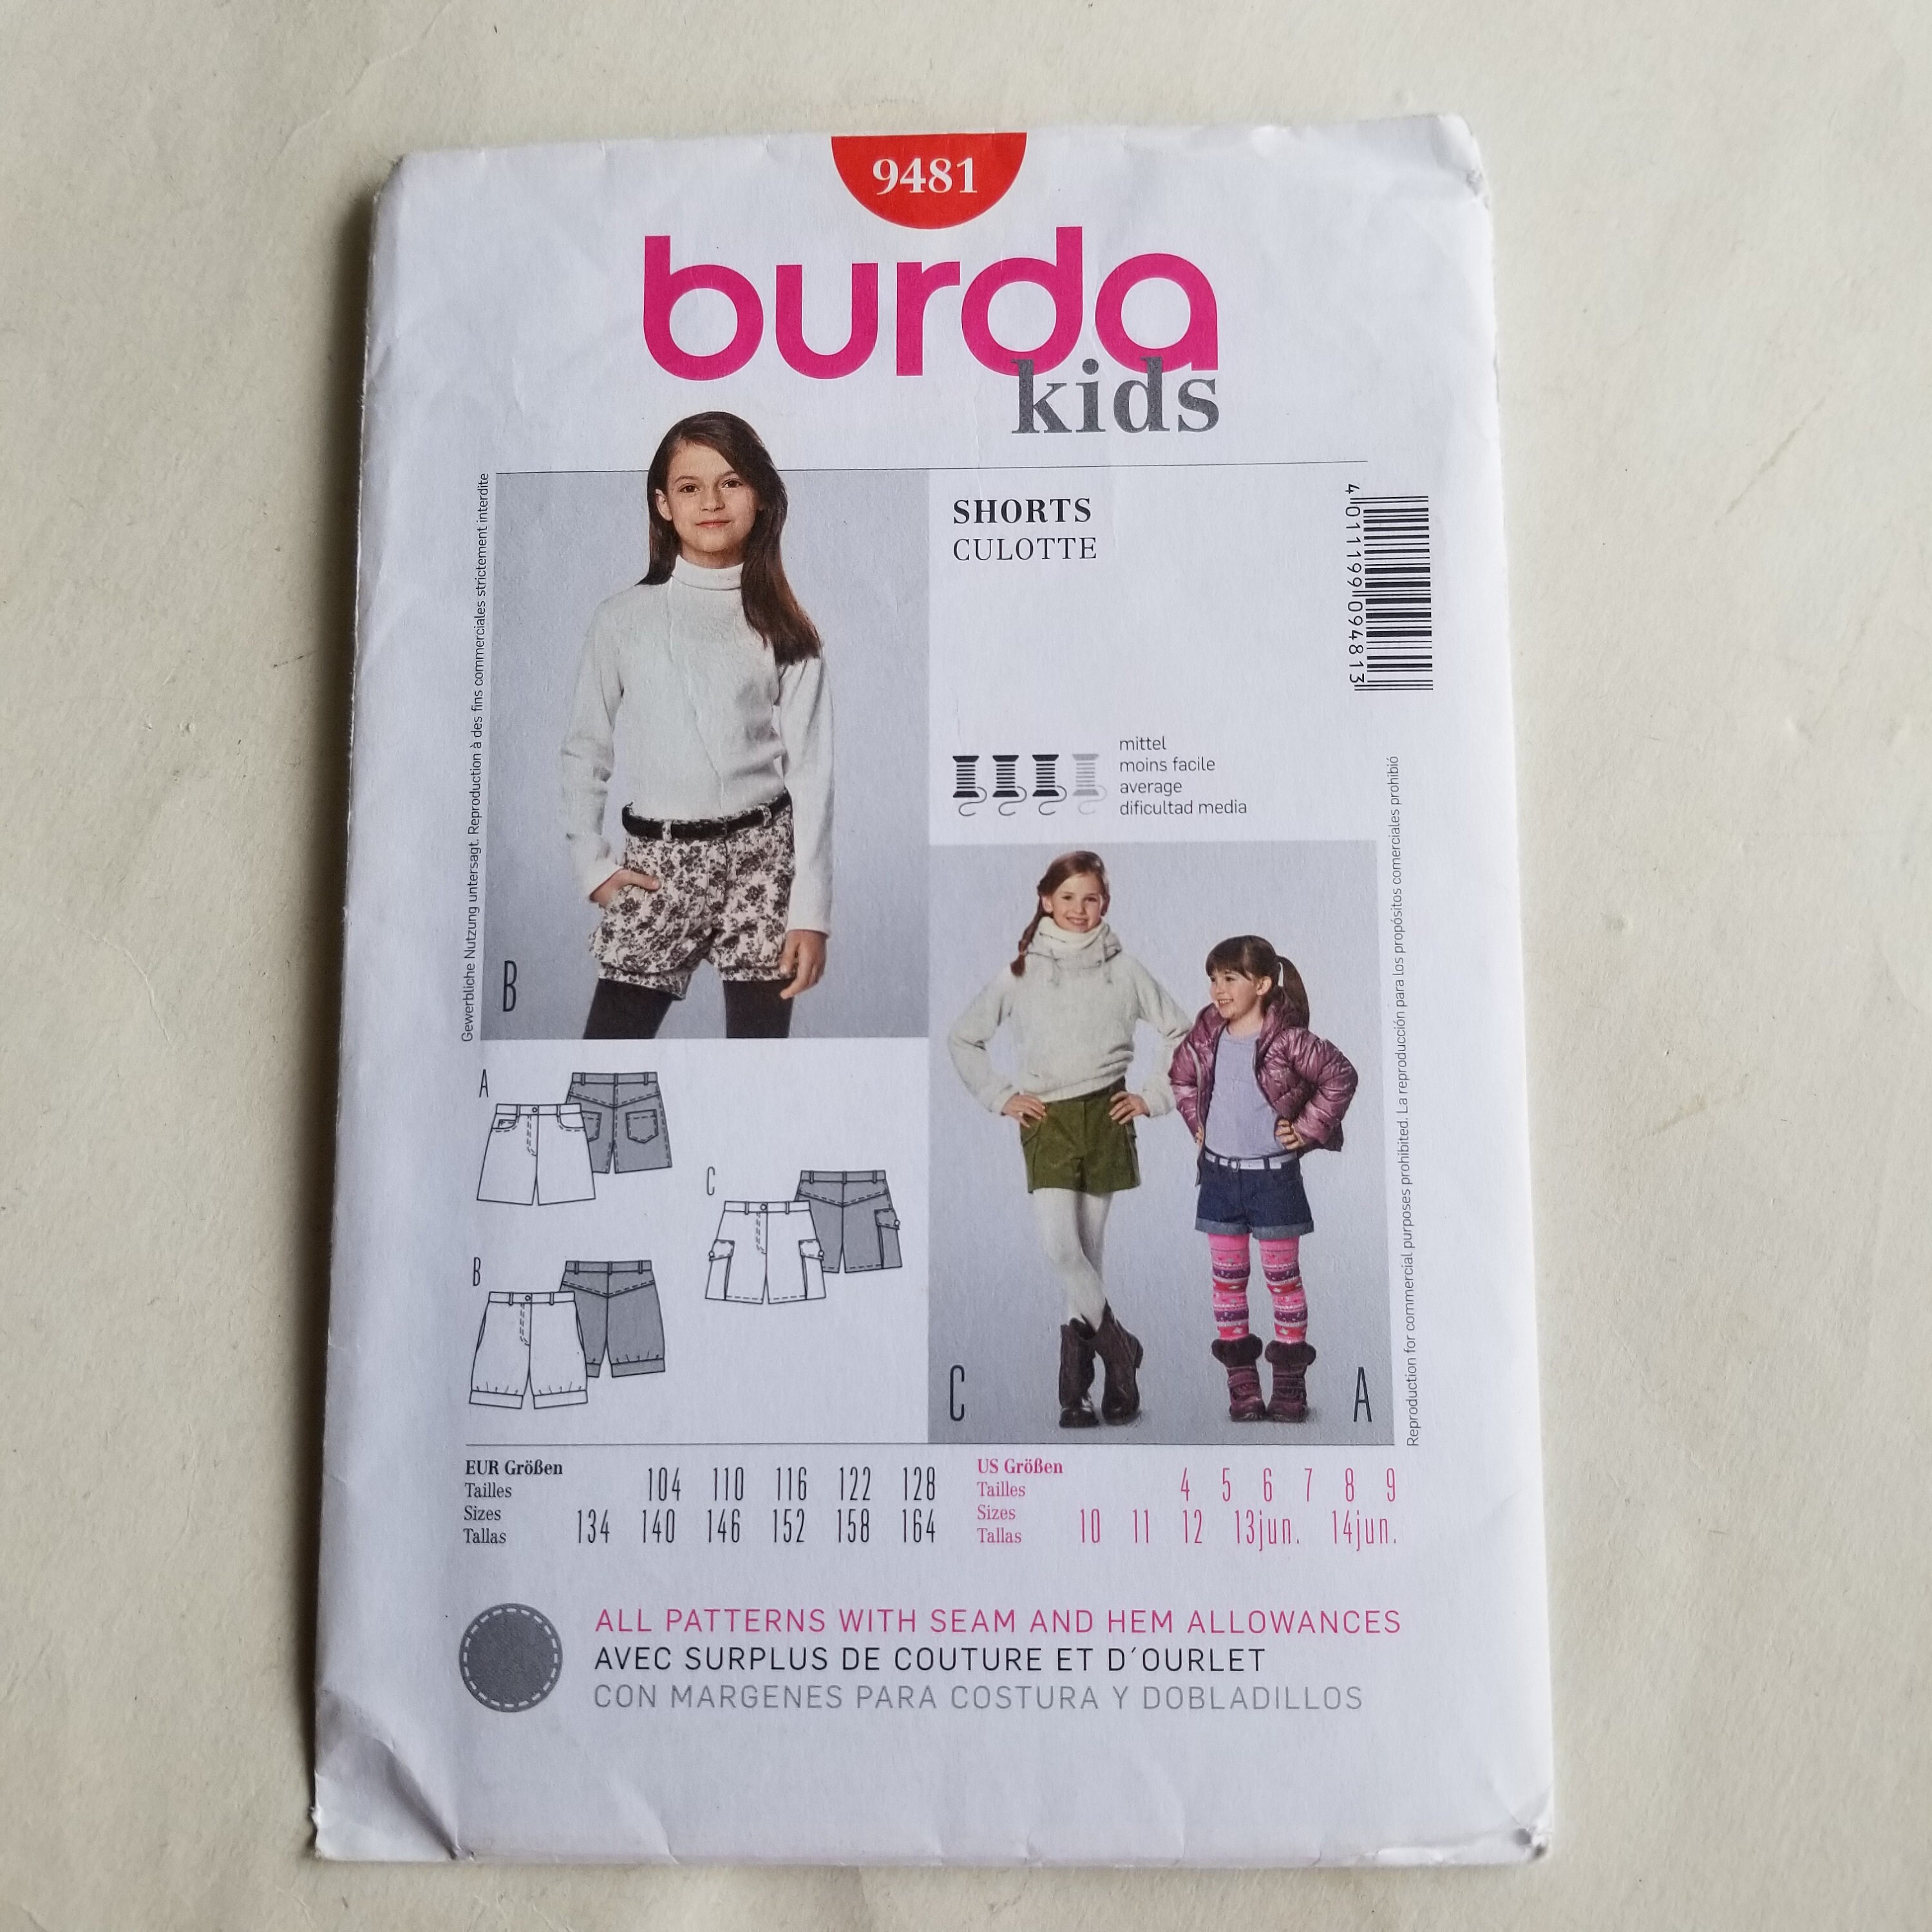 9481
burda
kids
SHORTS
CULOTTE
4 011199 094813
mittel
moins facile
average
dificultad media
Gewerbliche Nutzung untersagt. Reproduction à des fins commerciales strictement interdite
Reproduction for commercial purposes prohibited. La reproducción para los propósitos comerciales prohibió
B
A
C
B
C
A
EUR Größen
Tailles
Sizes
Tallas
104 110 116 122 128
134 140 146 152 158 164
US Größen
Tailles
Sizes
Tallas
4 5 6 7 8 9
10 11 12 13jun. 14jun.
ALL PATTERNS WITH SEAM AND HEM ALLOWANCES
AVEC SURPLUS DE COUTURE ET D´OURLET
CON MARGENES PARA COSTURA Y DOBLADILLOS